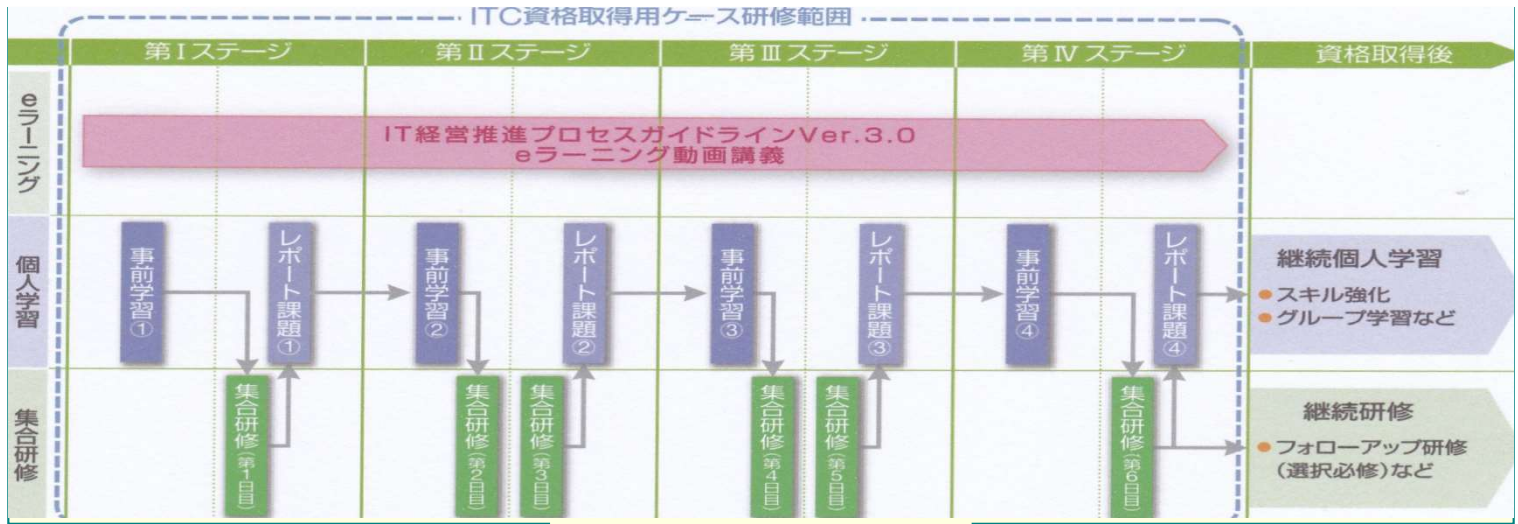 ITC資格取得用ケース研修範囲
第Ⅰステージ
第Ⅱステージ
第Ⅲステージ
第Ⅳステージ
資格取得後
eラーニング
IT経営推進プロセスガイドラインVer.3.0
eラーニング動画講義
個人学習
事前学習①
レポート課題①
事前学習②
レポート課題②
事前学習③
レポート課題③
事前学習④
レポート課題④
継続個人学習
●スキル強化
●グループ学習など
集合研修
集合研修(第1日目)
集合研修(第2日目)
集合研修(第3日目)
集合研修(第4日目)
集合研修(第5日目)
集合研修(第6日目)
継続研修
●フォローアップ研修
(選択必修)など